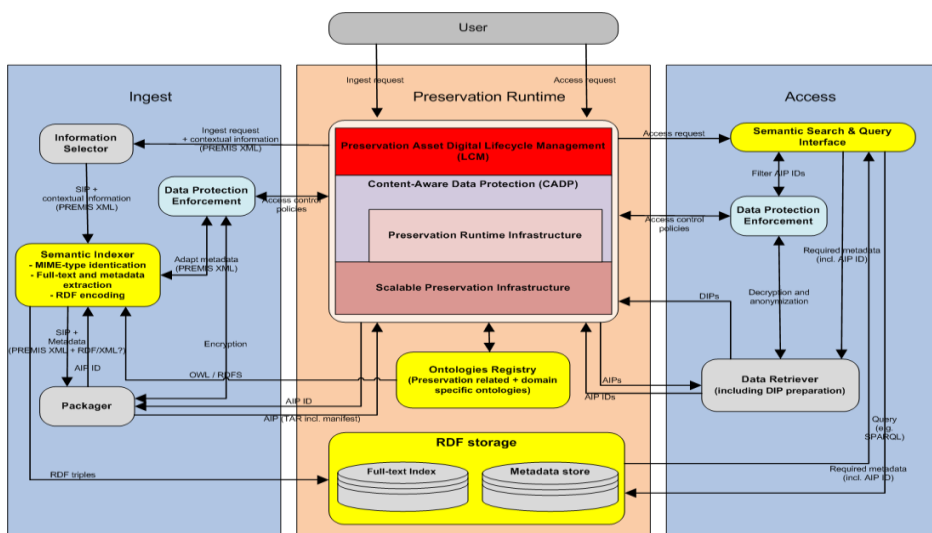 User
Ingest request
Access request
Ingest
Preservation Runtime
Access
Information
Selector
Ingest request
+ contextual information
(PREMIS XML)
Preservation Asset Digital Lifecycle Management
(LCM)
Access request
Semantic Search & Query
Interface
SIP +
contextual information
(PREMIS XML)
Data Protection
Enforcement
Access control
policies
Content-Aware Data Protection (CADP)
Filter AIP IDs
Preservation Runtime Infrastructure
Access control
policies
Data Protection
Enforcement
Semantic Indexer
- MIME-type identication
- Full-text and metadata
extraction
- RDF encoding
Adapt metadata
(PREMIS XML)
Required metadata
(incl. AIP ID)
Scalable Preservation Infrastructure
Decryption and
anonymization
DIPs
SIP +
Metadata
(PREMIS XML + RDF/XML?)
AIP ID
Encryption
OWL / RDFS
Ontologies Registry
(Preservation related + domain
specific ontologies)
AIPs
AIP IDs
Data Retriever
(including DIP preparation)
Packager
AIP ID
AIP (TAR incl. manifest)
Query
(e.g.
SPARQL)
RDF storage
Full-text Index
Metadata store
RDF triples
Required metadata
(incl. AIP ID)